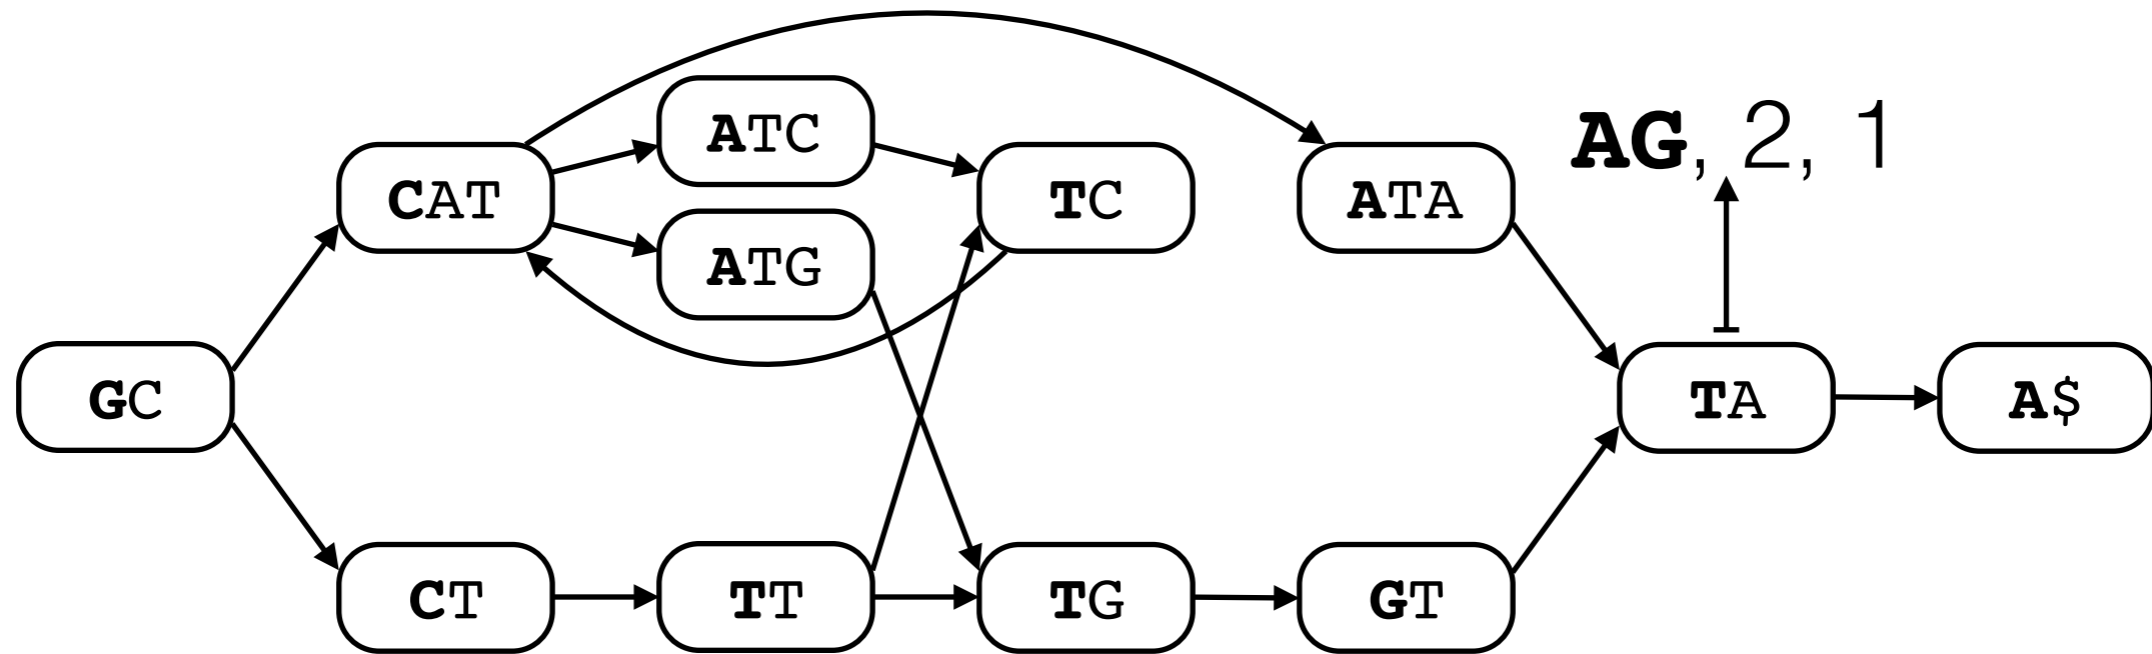 ATC
AG, 2, 1
CAT
TC
ATA
ATG
GC
TA
A$
CT
TT
TG
GT